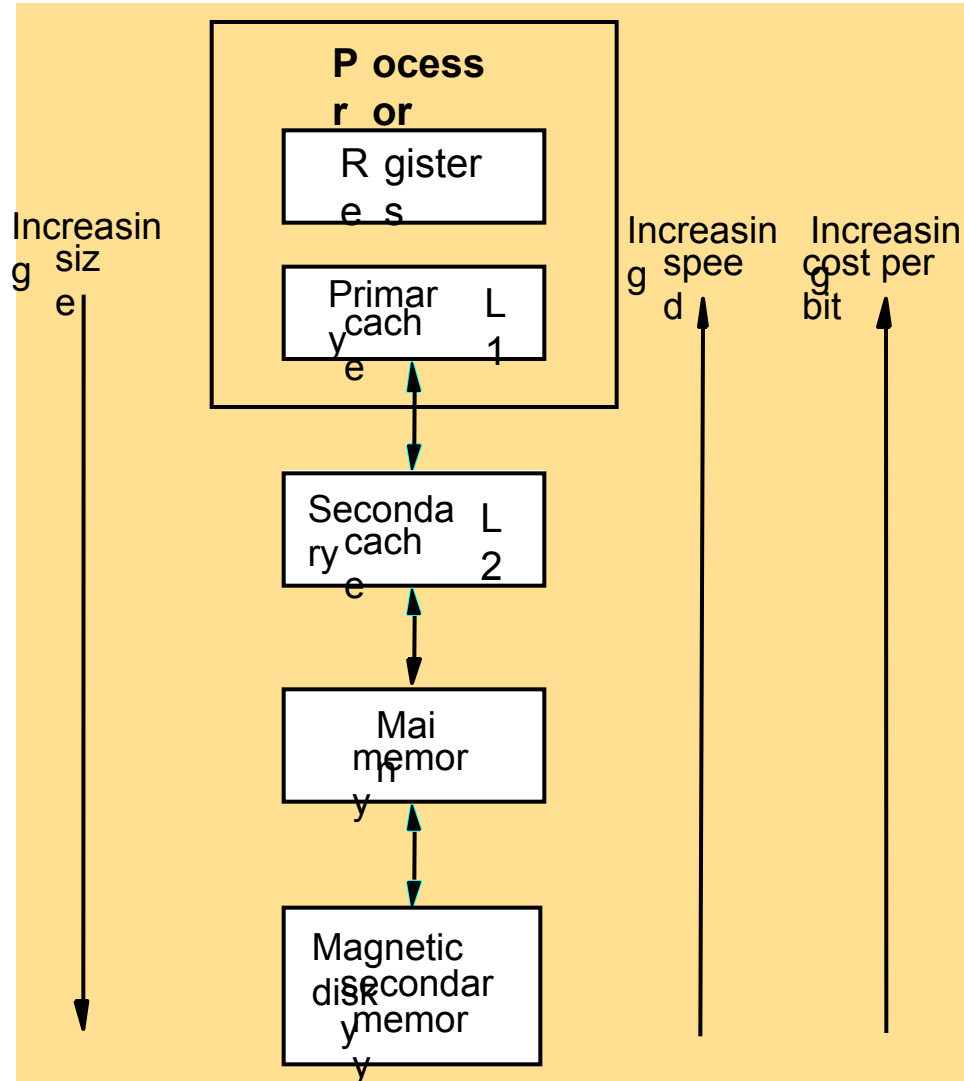 P ocess
r or
R gister
e s
Increasin
g siz
e
Primar L
y cach 1
e
Increasin
g spee
d
Increasin
g
cost per
bit
Seconda L
ry cach 2
e
Mai
n
memor
y
Magnetic
disk
secondar
y
memor
y